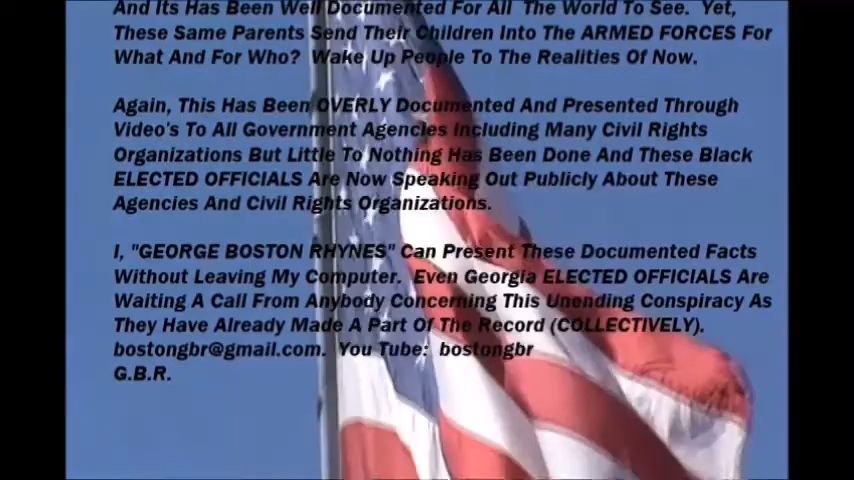 And Its Has Been Well Documented For All The World To See. Yet,
These Same Parents Send Their Children Into The ARMED FORCES For
What And For Who? Wake Up People To The Realities Of Now.
Again, This Has Been OVERLY Documented And Presented Through
Video's To All Government Agencies Including Many Civil Rights
Organizations But Little To Nothing Has Been Done And These Black
ELECTED OFFICIALS Are Now Speaking Out Publicly About These
Agencies And Civil Rights Organizations.
I, "GEORGE BOSTON RHYNES" Can Present These Documented Facts
Without Leaving My Computer. Even Georgia ELECTED OFFICIALS Are
Waiting A Call From Anybody Concerning This Unending Conspiracy As
They Have Already Made A Part Of The Record (COLLECTIVELY).
bostongbr@gmail.com. You Tube: bostongbr
G.B.R.